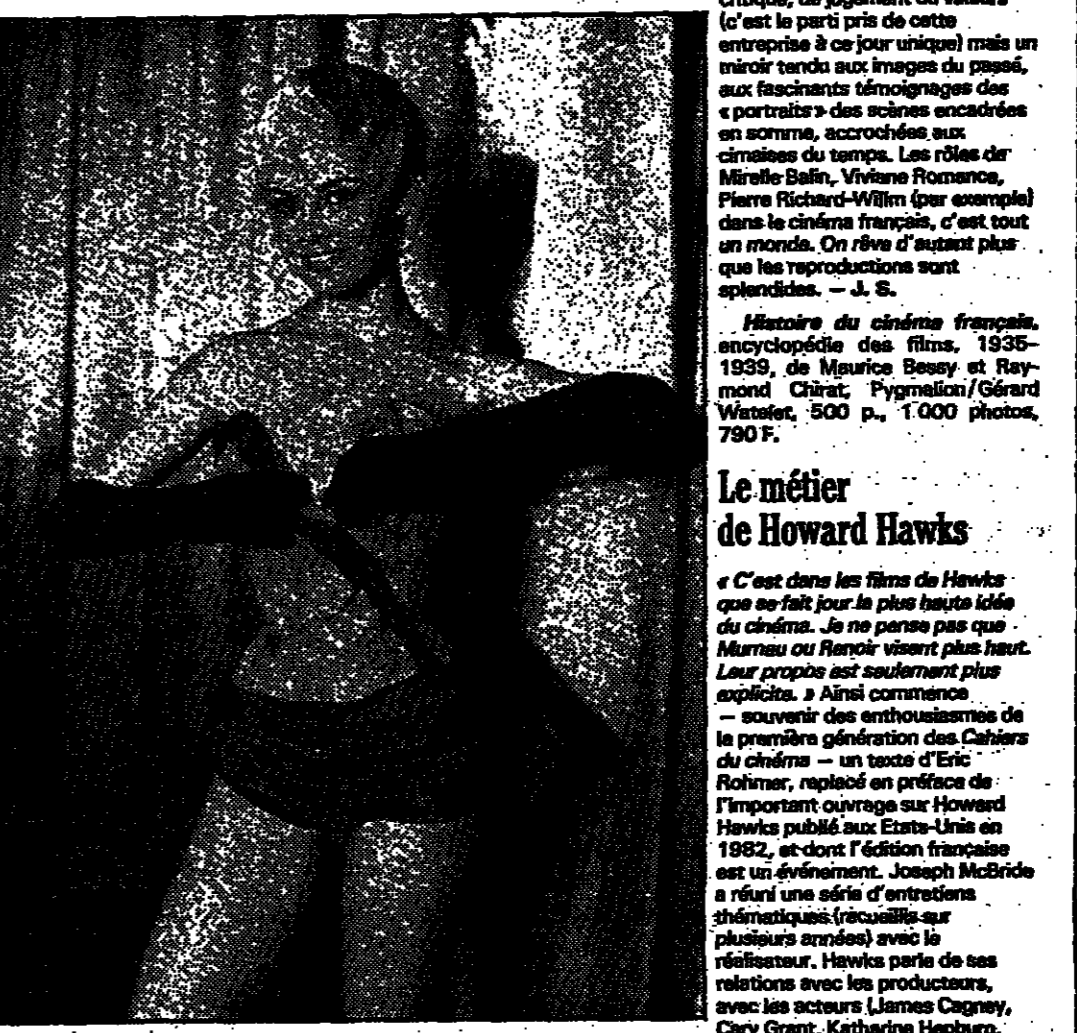 critique, de jugement de valeurs
(c'est le parti pris de cette
entreprise à ce jour unique) mais un
miroir tendu aux images du passé,
aux fascinants témoignages des
« portraits » des scènes encadrées
en somme, accrochées aux
cimaises du temps. Les rôles de
Mireille Balin, Viviane Romance,
Pierre Richard-Willm (par exemple)
dans le cinéma français, c'est tout
un monde. On rêve d'autant plus
que les reproductions sont
splendides. — J. S.
Histoire du cinéma français,
encyclopédie des films, 1935-
1939, de Maurice Bessy et Ray-
mond Chirat, Pygmalion/Gérard
Watelet, 500 p., 1 000 photos,
790 F.
Le métier
de Howard Hawks
« C'est dans les films de Hawks
que se fait jour la plus haute idée
du cinéma. Je ne pense pas que
Murnau ou Renoir visent plus haut.
Leur propos est seulement plus
explicite. » Ainsi commence
— souvenir des enthousiasmes de
la première génération des Cahiers
du cinéma — un texte d'Eric
Rohmer, replacé en préface de
l'important ouvrage sur Howard
Hawks publié aux Etats-Unis en
1982, et dont l'édition française
est un événement. Joseph McBride
a réuni une série d'entretiens
thématiques (recueillis sur
plusieurs années) avec le
réalisateur. Hawks parle de ses
relations avec les producteurs,
avec les acteurs (James Cagney,
Cary Grant, Katharine Hepburn,